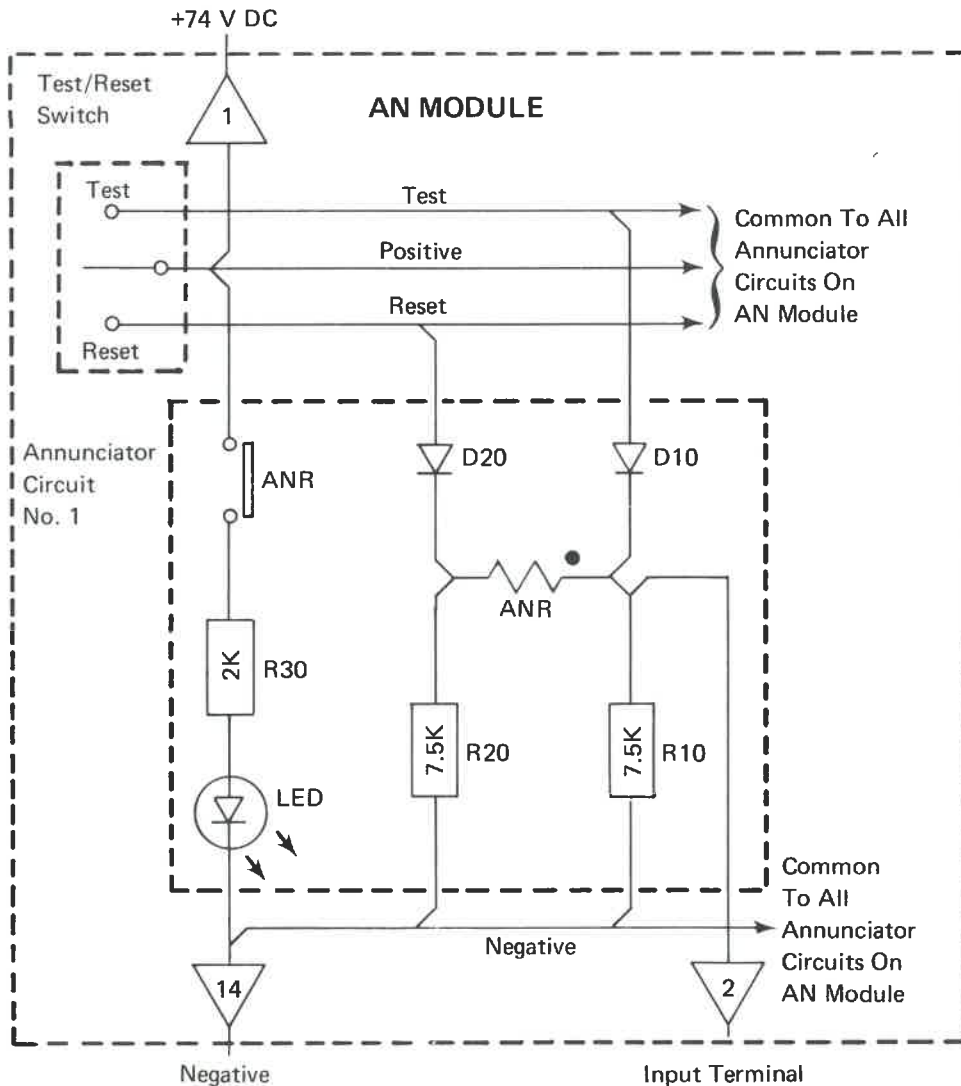 +74 V DC
Test/Reset
Switch
1
AN MODULE
Test
Test
Positive
Reset
Reset
Common To All
Annunciator
Circuits On
AN Module
Annunciator
Circuit
No. 1
ANR
D20
D10
ANR
2K
R30
7.5K
R20
7.5K
R10
LED
Common
To All
Annunciator
Circuits On
AN Module
Negative
14
2
Negative
Input Terminal